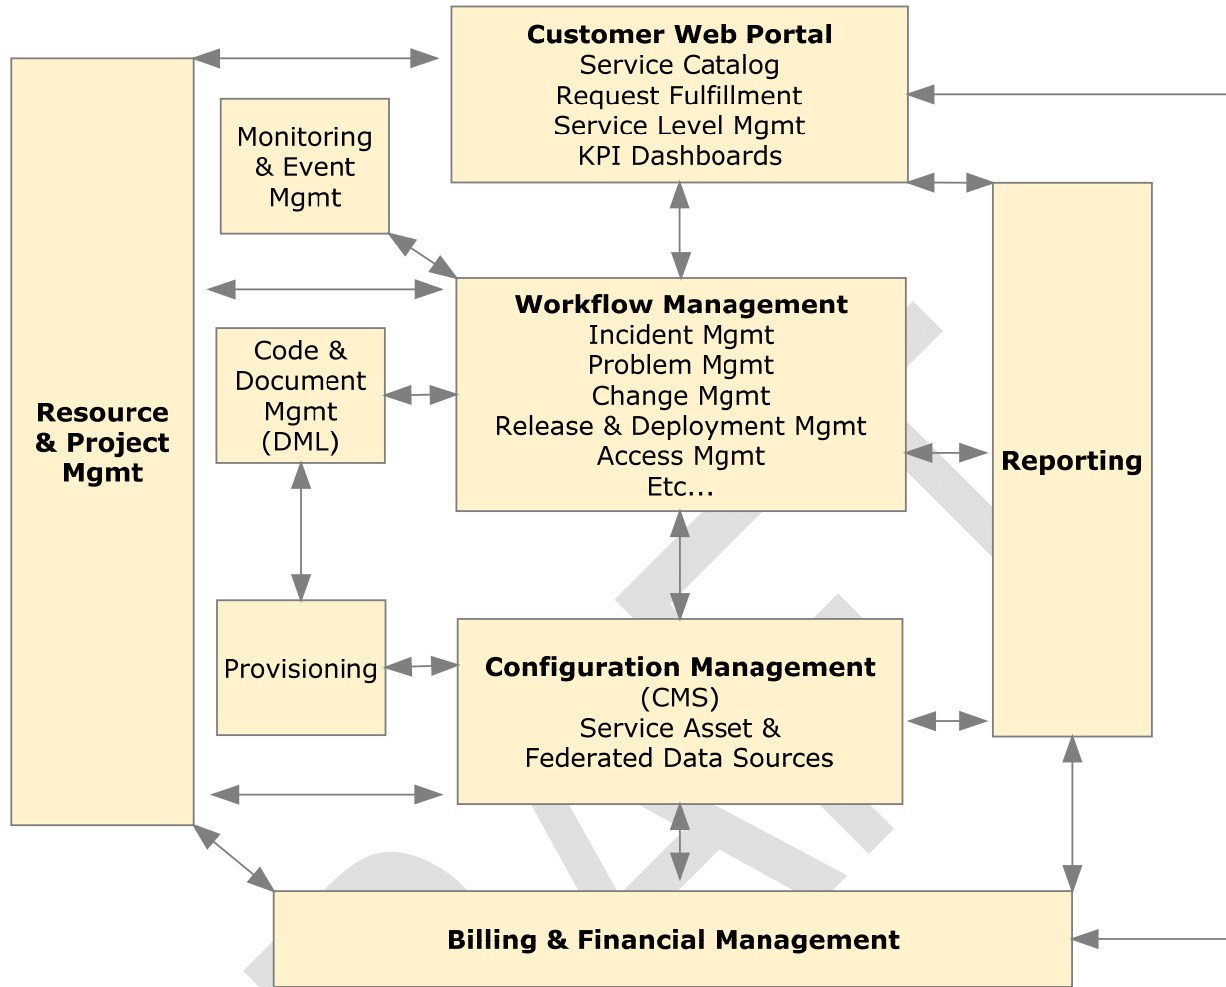 Customer Web Portal
Service Catalog
Request Fulfillment
Service Level Mgmt
KPI Dashboards
Monitoring
& Event
Mgmt
Workflow Management
Incident Mgmt
Problem Mgmt
Change Mgmt
Release & Deployment Mgmt
Access Mgmt
Etc...
Code &
Document
Mgmt
(DML)
Resource
& Project
Mgmt
Reporting
Provisioning
Configuration Management
(CMS)
Service Asset &
Federated Data Sources
Billing & Financial Management